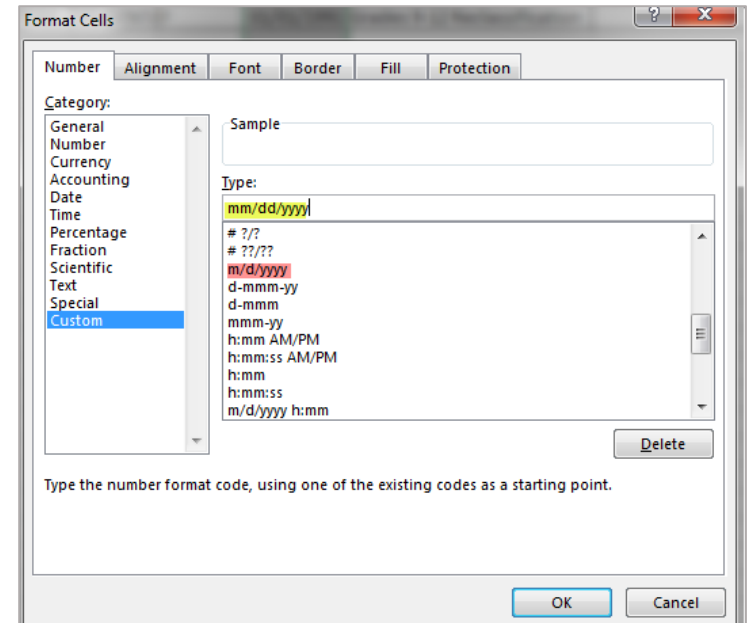 Format Cells
?
X
Number Alignment Font Border Fill Protection
Category:
General
Number
Currency
Accounting
Date
Time
Percentage
Fraction
Scientific
Text
Special
Custom
Sample
Type:
mm/dd/yyyy
# ?/?
# ??/??
m/d/yyyy
d-mmm-yy
d-mmm
mmm-yy
h:mm AM/PM
h:mm:ss AM/PM
h:mm
h:mm:ss
m/d/yyyy h:mm
Delete
Type the number format code, using one of the existing codes as a starting point.
OK Cancel